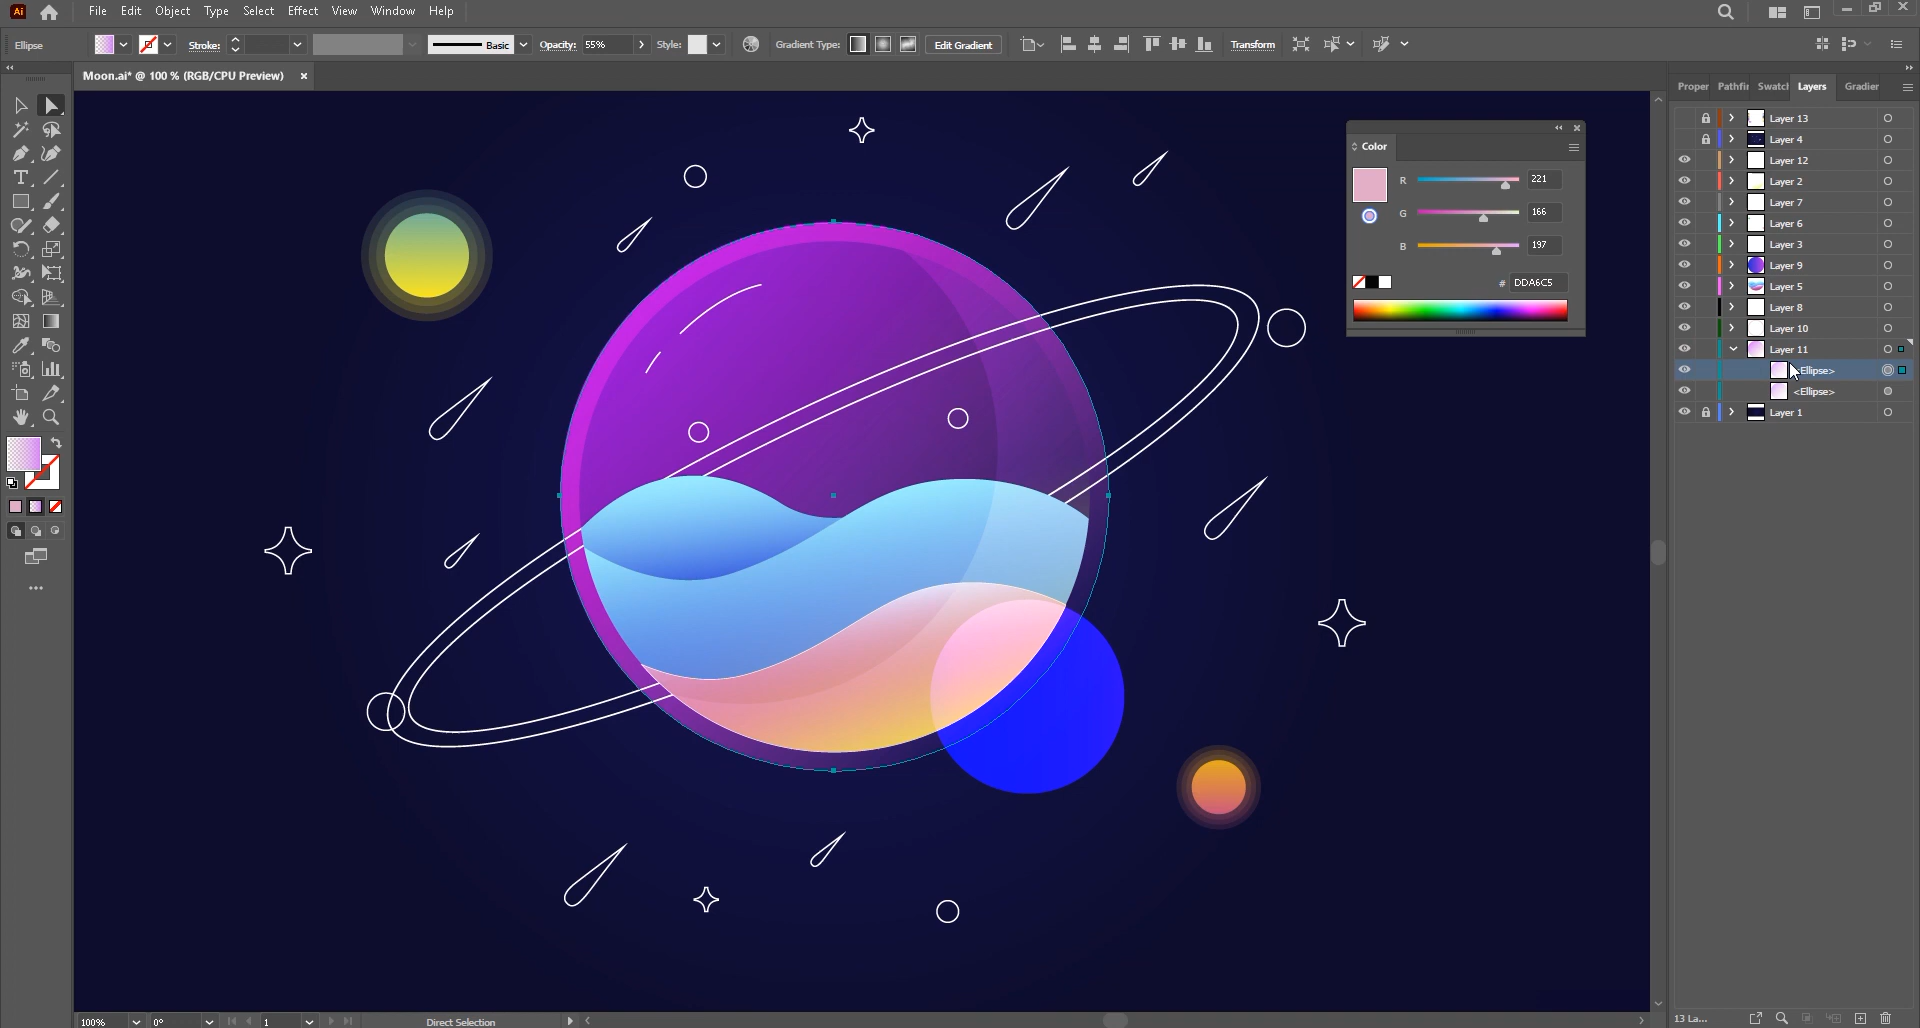 Ai File Edit Object Type Select Effect View Window Help
Ellipse Stroke: Basic Opacity: 55% Style: Gradient Type: Edit Gradient Transform
Moon.ai* @ 100 % (RGB/CPU Preview) ×
Proper Pathfir Swatch Layers Gradier
Layer 13
Layer 4
Layer 12
Layer 2
Layer 7
Layer 6
Layer 3
Layer 9
Layer 5
Layer 8
Layer 10
Layer 11
<Ellipse>
<Ellipse>
Layer 1
Color
R 221
G 166
B 197
# DDA6C5
100% 0° 1 Direct Selection
13 La...